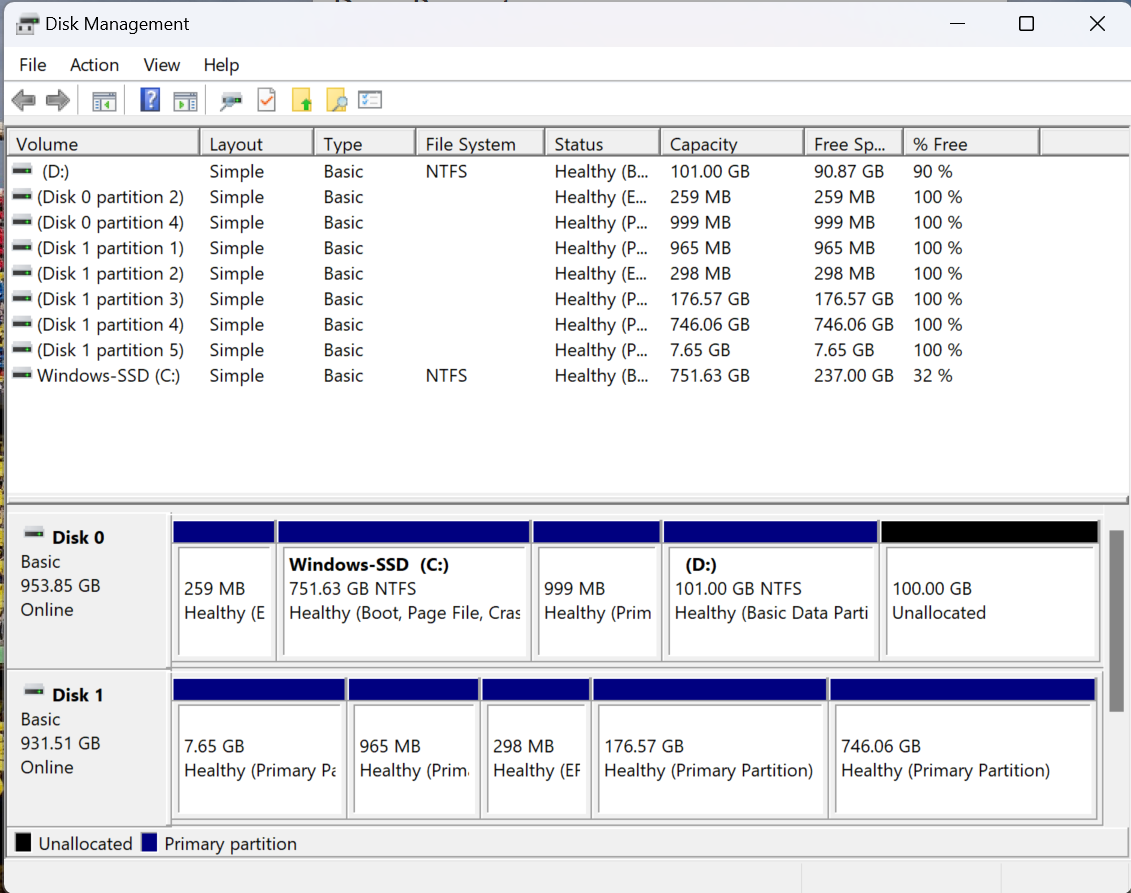 Disk Management
File Action View Help
Volume Layout Type File System Status Capacity Free Sp... % Free
(D:) Simple Basic NTFS Healthy (B... 101.00 GB 90.87 GB 90 %
(Disk 0 partition 2) Simple Basic Healthy (E... 259 MB 259 MB 100 %
(Disk 0 partition 4) Simple Basic Healthy (P... 999 MB 999 MB 100 %
(Disk 1 partition 1) Simple Basic Healthy (P... 965 MB 965 MB 100 %
(Disk 1 partition 2) Simple Basic Healthy (E... 298 MB 298 MB 100 %
(Disk 1 partition 3) Simple Basic Healthy (P... 176.57 GB 176.57 GB 100 %
(Disk 1 partition 4) Simple Basic Healthy (P... 746.06 GB 746.06 GB 100 %
(Disk 1 partition 5) Simple Basic Healthy (P... 7.65 GB 7.65 GB 100 %
Windows-SSD (C:) Simple Basic NTFS Healthy (B... 751.63 GB 237.00 GB 32 %
Disk 0
Basic
953.85 GB
Online
259 MB
Healthy (E
Windows-SSD (C:)
751.63 GB NTFS
Healthy (Boot, Page File, Cras
999 MB
Healthy (Prim
(D:)
101.00 GB NTFS
Healthy (Basic Data Parti
100.00 GB
Unallocated
Disk 1
Basic
931.51 GB
Online
7.65 GB
Healthy (Primary Pa
965 MB
Healthy (Prim
298 MB
Healthy (EF
176.57 GB
Healthy (Primary Partition)
746.06 GB
Healthy (Primary Partition)
Unallocated Primary partition